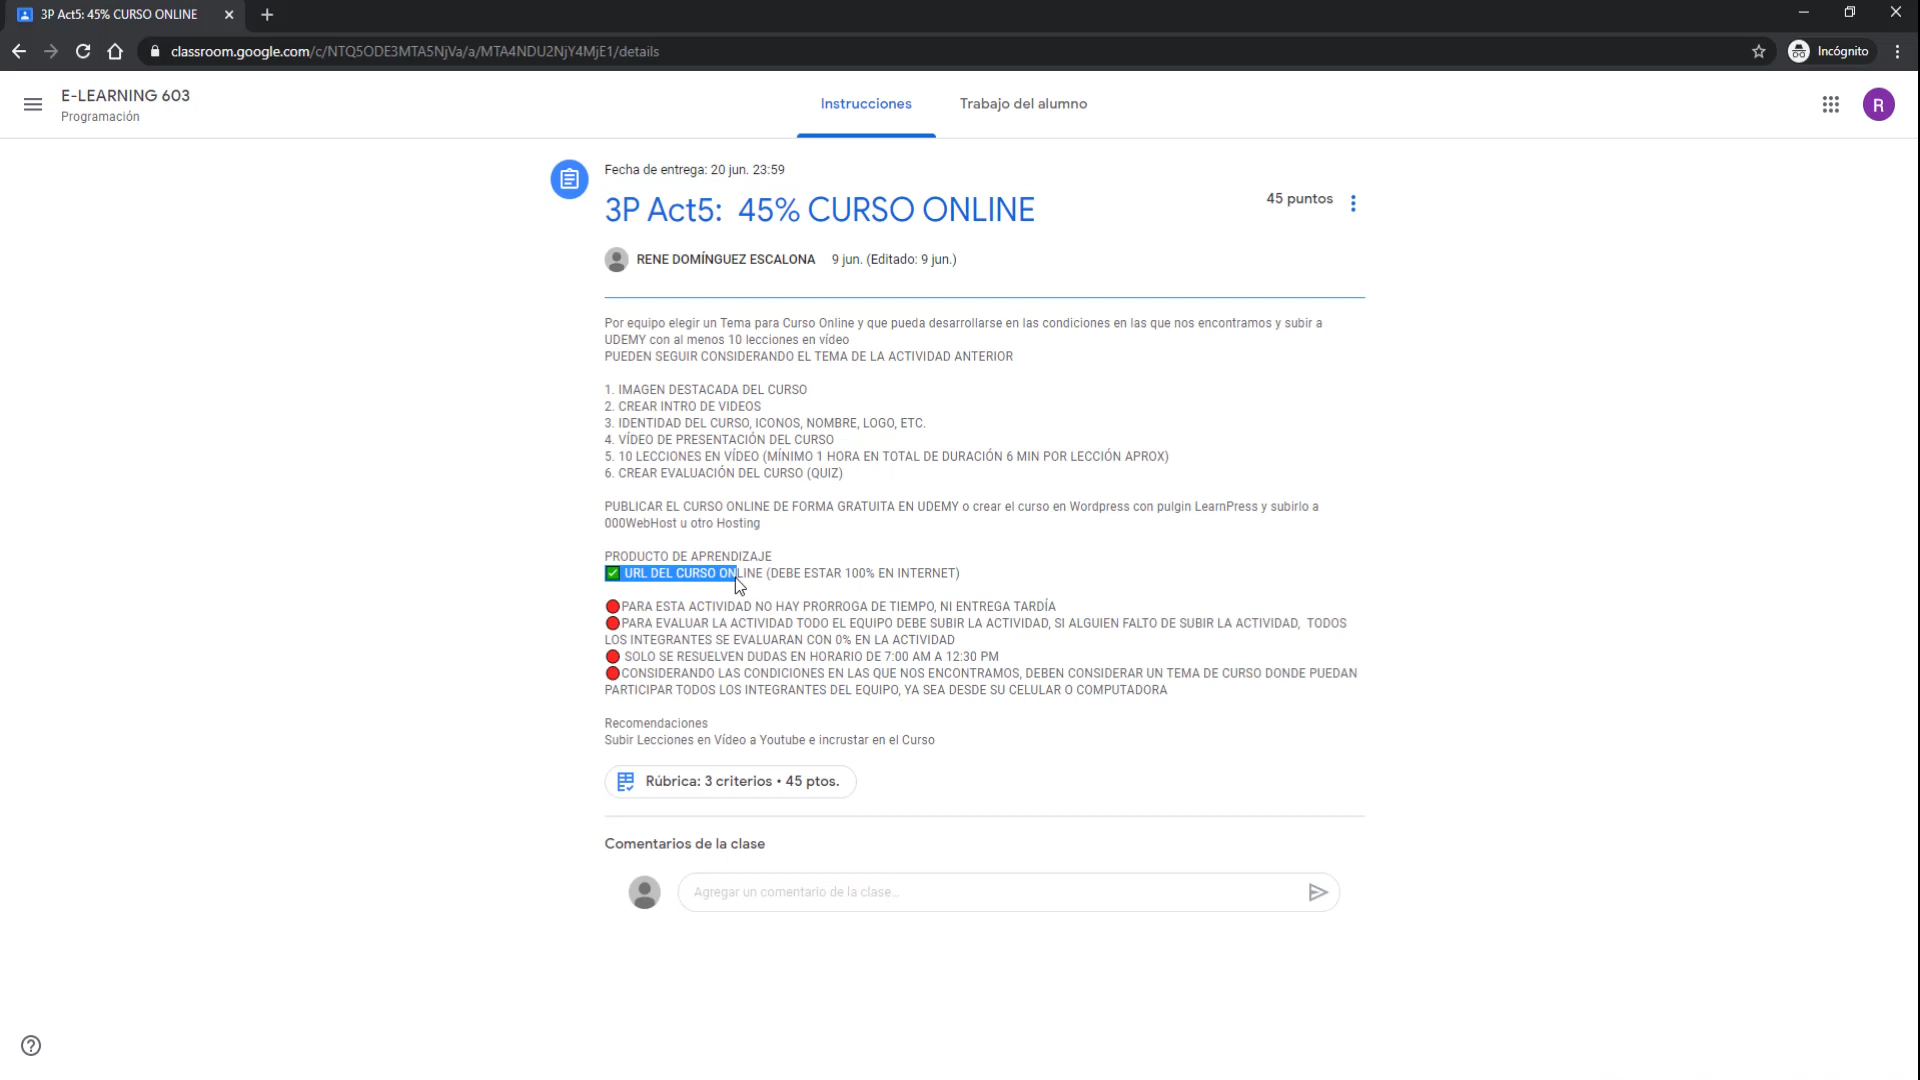 3P Act5: 45% CURSO ONLINE
classroom.google.com/c/NTQ5ODE3MTA5NjVa/a/MTA4NDU2NjY4MjE1/details
Incógnito
E-LEARNING 603
Programación
Instrucciones
Trabajo del alumno
R
Fecha de entrega: 20 jun. 23:59
3P Act5: 45% CURSO ONLINE
45 puntos
RENE DOMÍNGUEZ ESCALONA 9 jun. (Editado: 9 jun.)
Por equipo elegir un Tema para Curso Online y que pueda desarrollarse en las condiciones en las que nos encontramos y subir a
UDEMY con al menos 10 lecciones en vídeo
PUEDEN SEGUIR CONSIDERANDO EL TEMA DE LA ACTIVIDAD ANTERIOR
1. IMAGEN DESTACADA DEL CURSO
2. CREAR INTRO DE VIDEOS
3. IDENTIDAD DEL CURSO, ICONOS, NOMBRE, LOGO, ETC.
4. VÍDEO DE PRESENTACIÓN DEL CURSO
5. 10 LECCIONES EN VÍDEO (MÍNIMO 1 HORA EN TOTAL DE DURACIÓN 6 MIN POR LECCIÓN APROX)
6. CREAR EVALUACIÓN DEL CURSO (QUIZ)
PUBLICAR EL CURSO ONLINE DE FORMA GRATUITA EN UDEMY o crear el curso en Wordpress con pulgin LearnPress y subirlo a
000WebHost u otro Hosting
PRODUCTO DE APRENDIZAJE
✅ URL DEL CURSO ONLINE (DEBE ESTAR 100% EN INTERNET)
🔴PARA ESTA ACTIVIDAD NO HAY PRORROGA DE TIEMPO, NI ENTREGA TARDÍA
🔴PARA EVALUAR LA ACTIVIDAD TODO EL EQUIPO DEBE SUBIR LA ACTIVIDAD, SI ALGUIEN FALTO DE SUBIR LA ACTIVIDAD, TODOS
LOS INTEGRANTES SE EVALUARAN CON 0% EN LA ACTIVIDAD
🔴 SOLO SE RESUELVEN DUDAS EN HORARIO DE 7:00 AM A 12:30 PM
🔴CONSIDERANDO LAS CONDICIONES EN LAS QUE NOS ENCONTRAMOS, DEBEN CONSIDERAR UN TEMA DE CURSO DONDE PUEDAN
PARTICIPAR TODOS LOS INTEGRANTES DEL EQUIPO, YA SEA DESDE SU CELULAR O COMPUTADORA
Recomendaciones
Subir Lecciones en Vídeo a Youtube e incrustar en el Curso
Rúbrica: 3 criterios • 45 ptos.
Comentarios de la clase
Agregar un comentario de la clase...